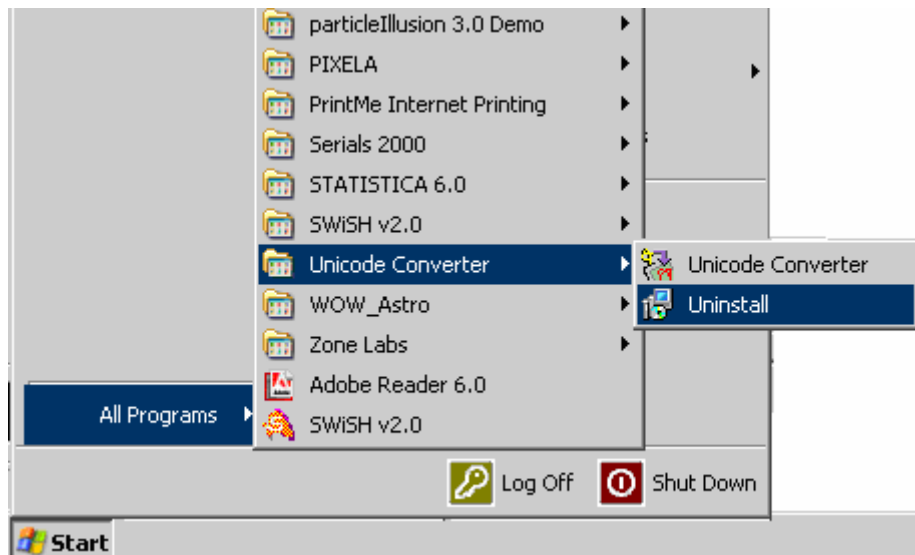 particleIllusion 3.0 Demo
PIXELA
PrintMe Internet Printing
Serials 2000
STATISTICA 6.0
SWiSH v2.0
Unicode Converter
Unicode Converter
Uninstall
WOW_Astro
Zone Labs
Adobe Reader 6.0
SWiSH v2.0
All Programs
Log Off
Shut Down
Start